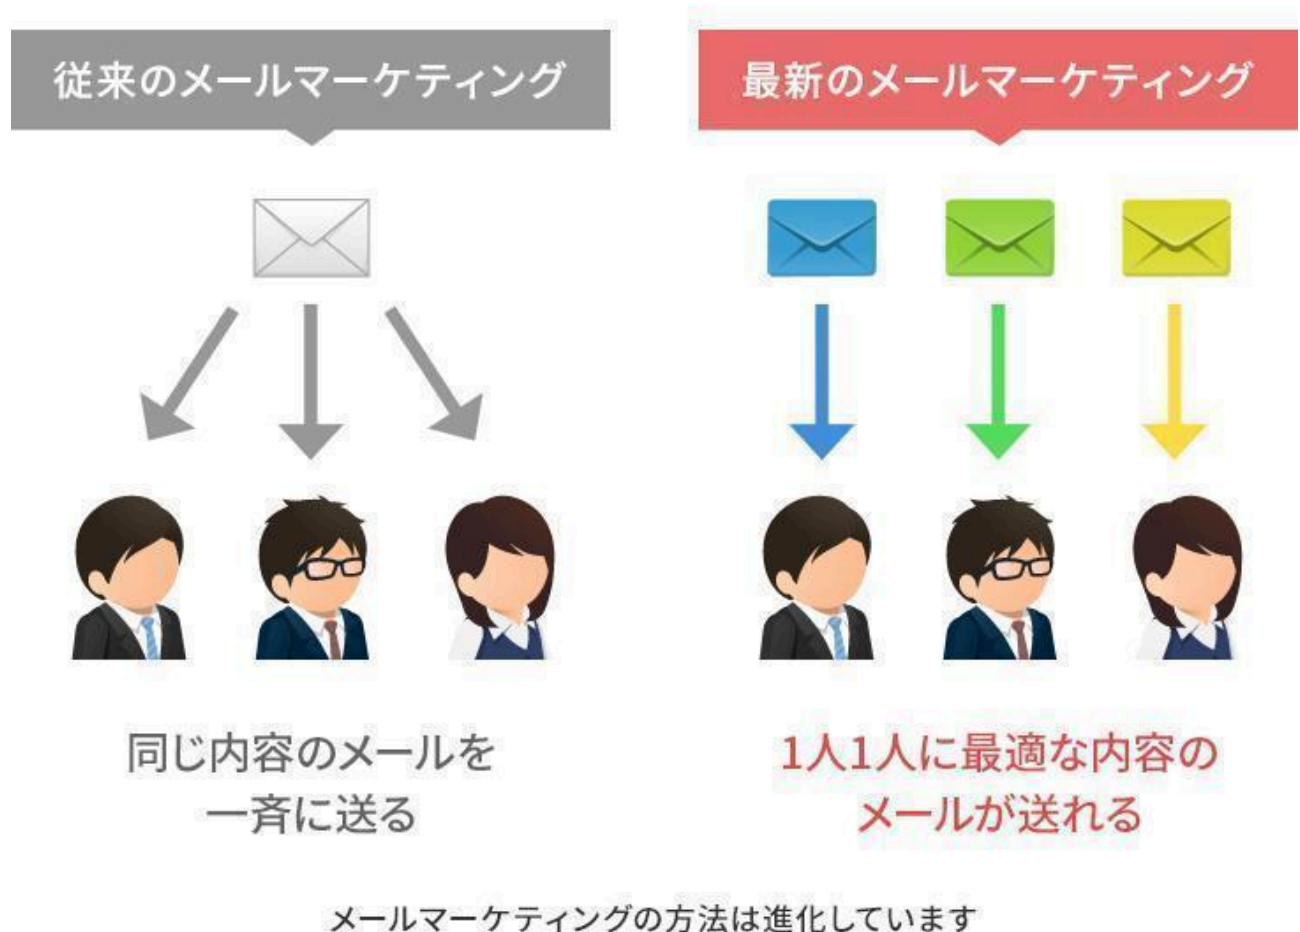 従来のメールマーケティング
最新のメールマーケティング
同じ内容のメールを
一斉に送る
1人1人に最適な内容の
メールが送れる
メールマーケティングの方法は進化しています